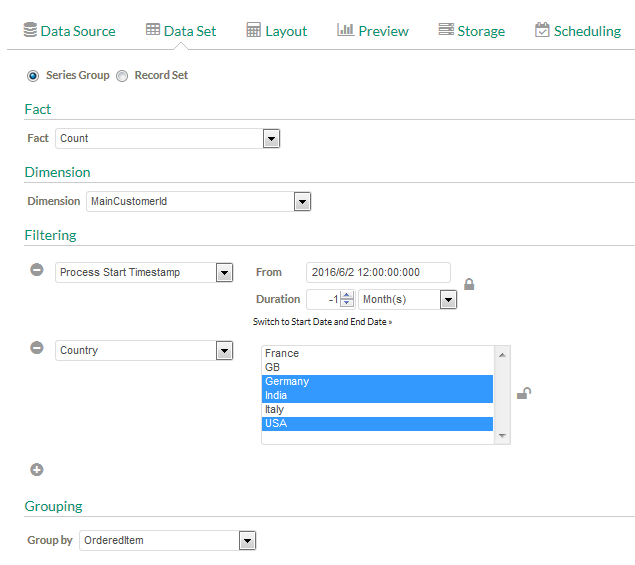 Data Source Data Set Layout Preview Storage Scheduling
Series Group Record Set
Fact
Fact Count
Dimension
Dimension MainCustomerId
Filtering
Process Start Timestamp From 2016/6/2 12:00:00:000
Duration -1 Month(s)
Switch to Start Date and End Date »
Country
France
GB
Germany
India
Italy
USA
Grouping
Group by OrderedItem